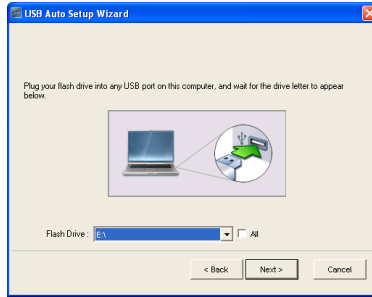 USB Auto Setup Wizard
Plug your flash drive into any USB port on this computer, and wait for the drive letter to appear
below.
Flash Drive : E:\ All
< Back Next > Cancel